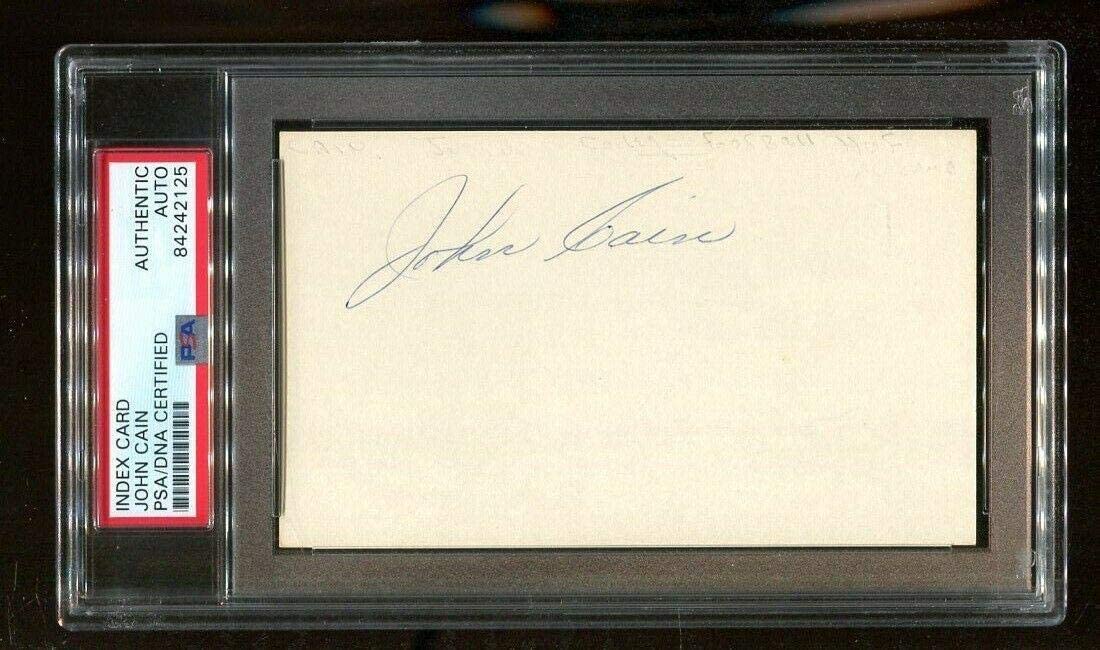 INDEX CARD
JOHN CAIN
PSA/DNA CERTIFIED
AUTHENTIC
AUTO
84242125
PSA
John Cain